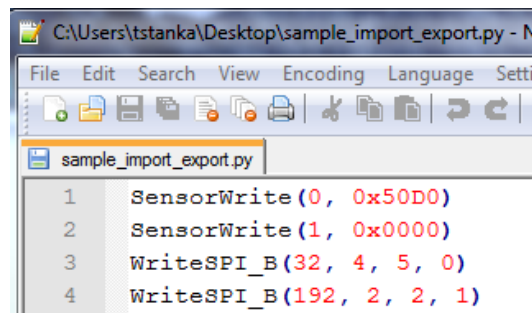 C:\Users\tstanka\Desktop\sample_import_export.py - N
File Edit Search View Encoding Language Setti
sample_import_export.py
1 SensorWrite(0, 0x50D0)
2 SensorWrite(1, 0x0000)
3 WriteSPI_B(32, 4, 5, 0)
4 WriteSPI_B(192, 2, 2, 1)